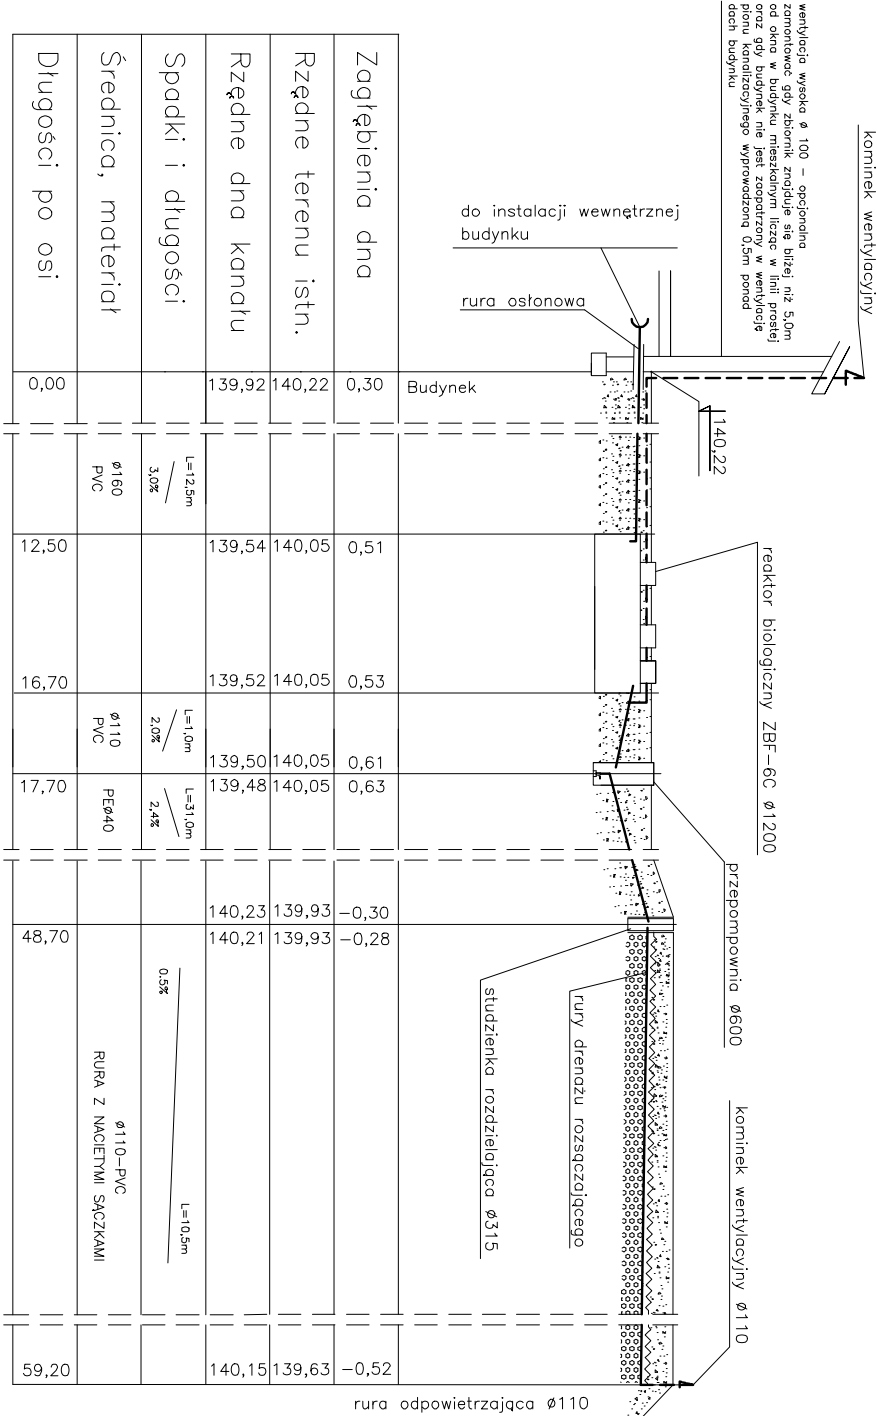 wentylacja wysoka ø 100 – opcjonalna
zamontować gdy zbiornik znajduje się bliżej niż 5,0m
od okna w budynku mieszkalnym licząc w linii prostej
oraz gdy budynek nie jest zaopatrzony w wentylację
pionu kanalizacyjnego wyprowadzoną 0,5m ponad
dach budynku
kominek wentylacyjny
do instalacji wewnętrznej
budynku
rura osłonowa
140,22
reaktor biologiczny ZBF–6C ø1200
przepompownia ø600
kominek wentylacyjny ø110
studzienka rozdzielająca ø315
rury drenażu rozsączającego
rura odpowietrzająca ø110
Budynek
Zagłębienia dna
0,30
0,51
0,53
0,61
0,63
–0,30
–0,28
–0,52
Rzędne terenu istn.
140,22
140,05
140,05
140,05
140,05
139,93
139,93
139,63
Rzędne dna kanału
139,92
139,54
139,52
139,50
139,48
140,23
140,21
140,15
Spadki i długości
L=12,5m
3,0%
L=1,0m
2,0%
L=31,0m
2,4%
0.5%
L=10,5m
Średnica, materiał
ø160
PVC
ø110
PVC
PEø40
ø110–PVC
RURA Z NACIETYMI SĄCZKAMI
Długości po osi
0,00
12,50
16,70
17,70
48,70
59,20